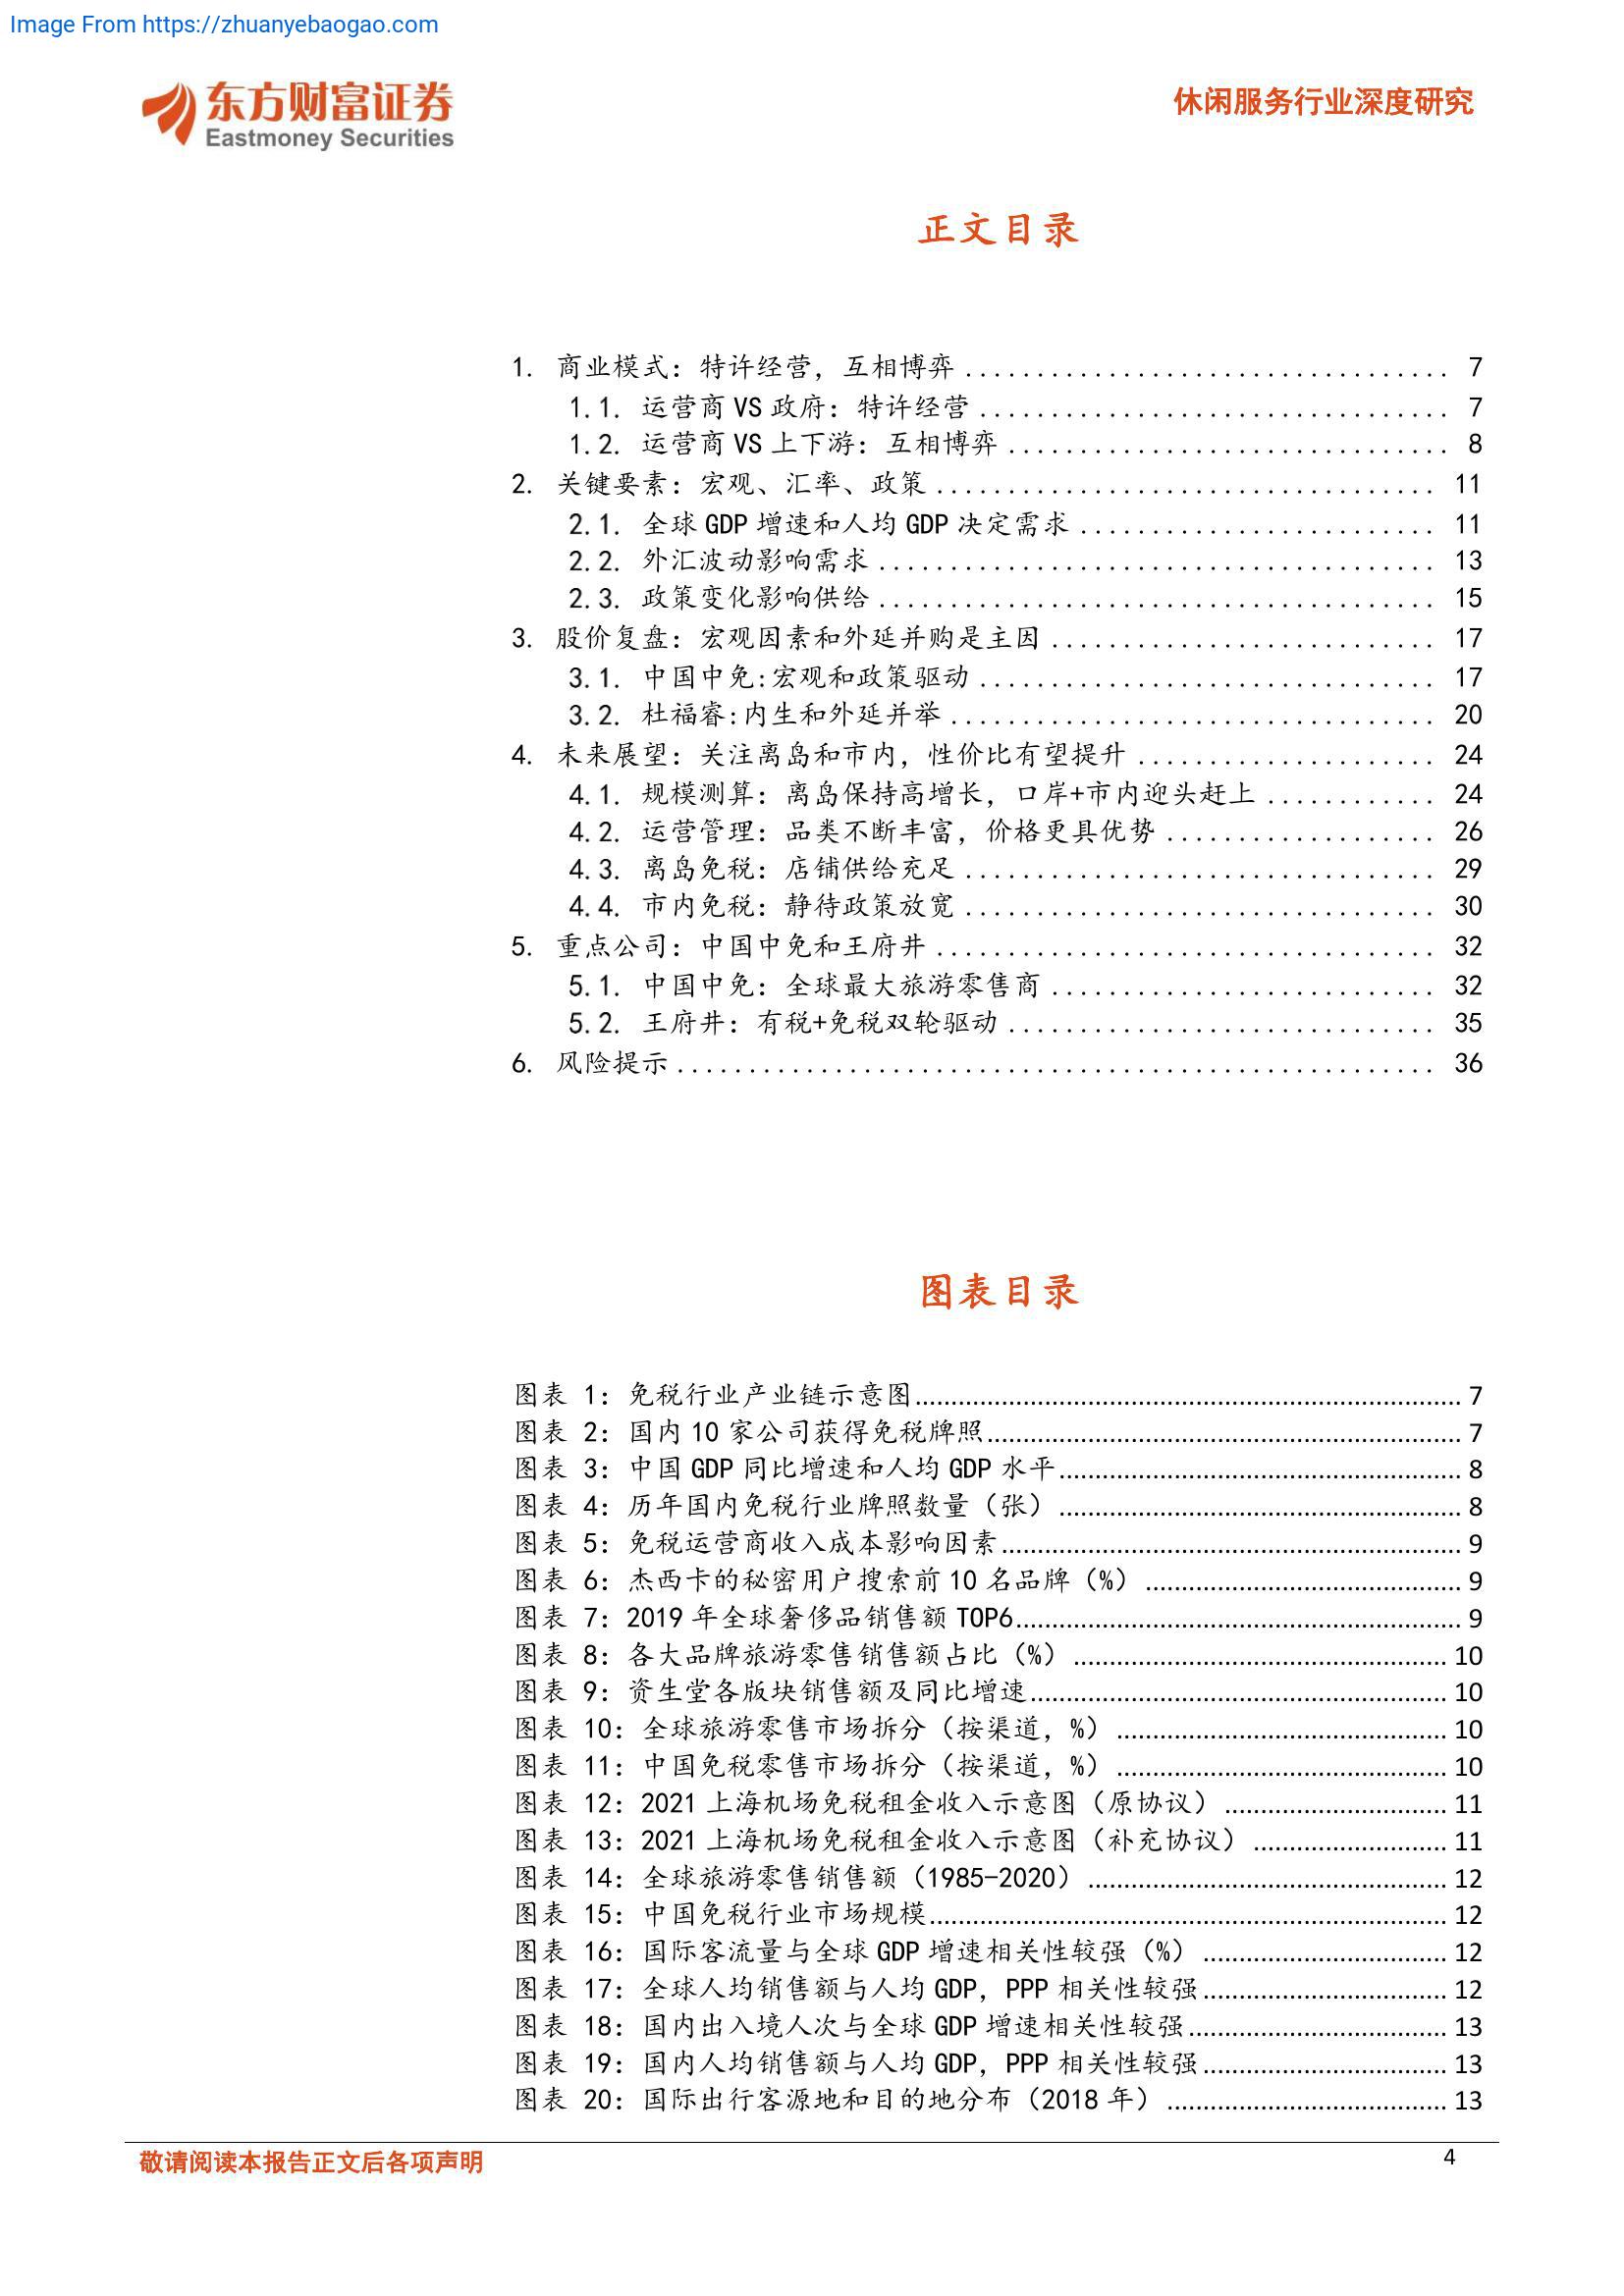 Image From https://zhuanyebaogao.com
东方财富证券
Eastmoney Securities
休闲服务行业深度研究
正文目录
1. 商业模式：特许经营，互相博弈 .................................. 7
1.1. 运营商 VS 政府：特许经营 ................................. 7
1.2. 运营商 VS 上下游：互相博弈 ............................... 8
2. 关键要素：宏观、汇率、政策 ................................... 11
2.1. 全球 GDP 增速和人均 GDP 决定需求 ......................... 11
2.2. 外汇波动影响需求 ....................................... 13
2.3. 政策变化影响供给 ....................................... 15
3. 股价复盘：宏观因素和外延并购是主因 ........................... 17
3.1. 中国中免:宏观和政策驱动 ................................ 17
3.2. 杜福睿:内生和外延并举 .................................. 20
4. 未来展望：关注离岛和市内，性价比有望提升 ..................... 24
4.1. 规模测算：离岛保持高增长，口岸+市内迎头赶上 ............ 24
4.2. 运营管理：品类不断丰富，价格更具优势 ................... 26
4.3. 离岛免税：店铺供给充足 ................................. 29
4.4. 市内免税：静待政策放宽 ................................. 30
5. 重点公司：中国中免和王府井 ................................... 32
5.1. 中国中免：全球最大旅游零售商 ........................... 32
5.2. 王府井：有税+免税双轮驱动 .............................. 35
6. 风险提示 ..................................................... 36
图表目录
图表 1：免税行业产业链示意图............................................................................ 7
图表 2：国内 10 家公司获得免税牌照.................................................................. 7
图表 3：中国 GDP 同比增速和人均 GDP 水平........................................................ 8
图表 4：历年国内免税行业牌照数量（张） ........................................................ 8
图表 5：免税运营商收入成本影响因素................................................................ 9
图表 6：杰西卡的秘密用户搜索前 10 名品牌（%） ............................................ 9
图表 7：2019 年全球奢侈品销售额 TOP6.............................................................. 9
图表 8：各大品牌旅游零售销售额占比（%） .................................................... 10
图表 9：资生堂各版块销售额及同比增速.......................................................... 10
图表 10：全球旅游零售市场拆分（按渠道，%） .............................................. 10
图表 11：中国免税零售市场拆分（按渠道，%） .............................................. 10
图表 12：2021 上海机场免税租金收入示意图（原协议） ............................... 11
图表 13：2021 上海机场免税租金收入示意图（补充协议） ........................... 11
图表 14：全球旅游零售销售额（1985-2020） .................................................. 12
图表 15：中国免税行业市场规模........................................................................ 12
图表 16：国际客流量与全球 GDP 增速相关性较强（%） .................................. 12
图表 17：全球人均销售额与人均 GDP，PPP 相关性较强.................................. 12
图表 18：国内出入境人次与全球 GDP 增速相关性较强.................................... 13
图表 19：国内人均销售额与人均 GDP，PPP 相关性较强.................................. 13
图表 20：国际出行客源地和目的地分布（2018 年） ....................................... 13
敬请阅读本报告正文后各项声明
4